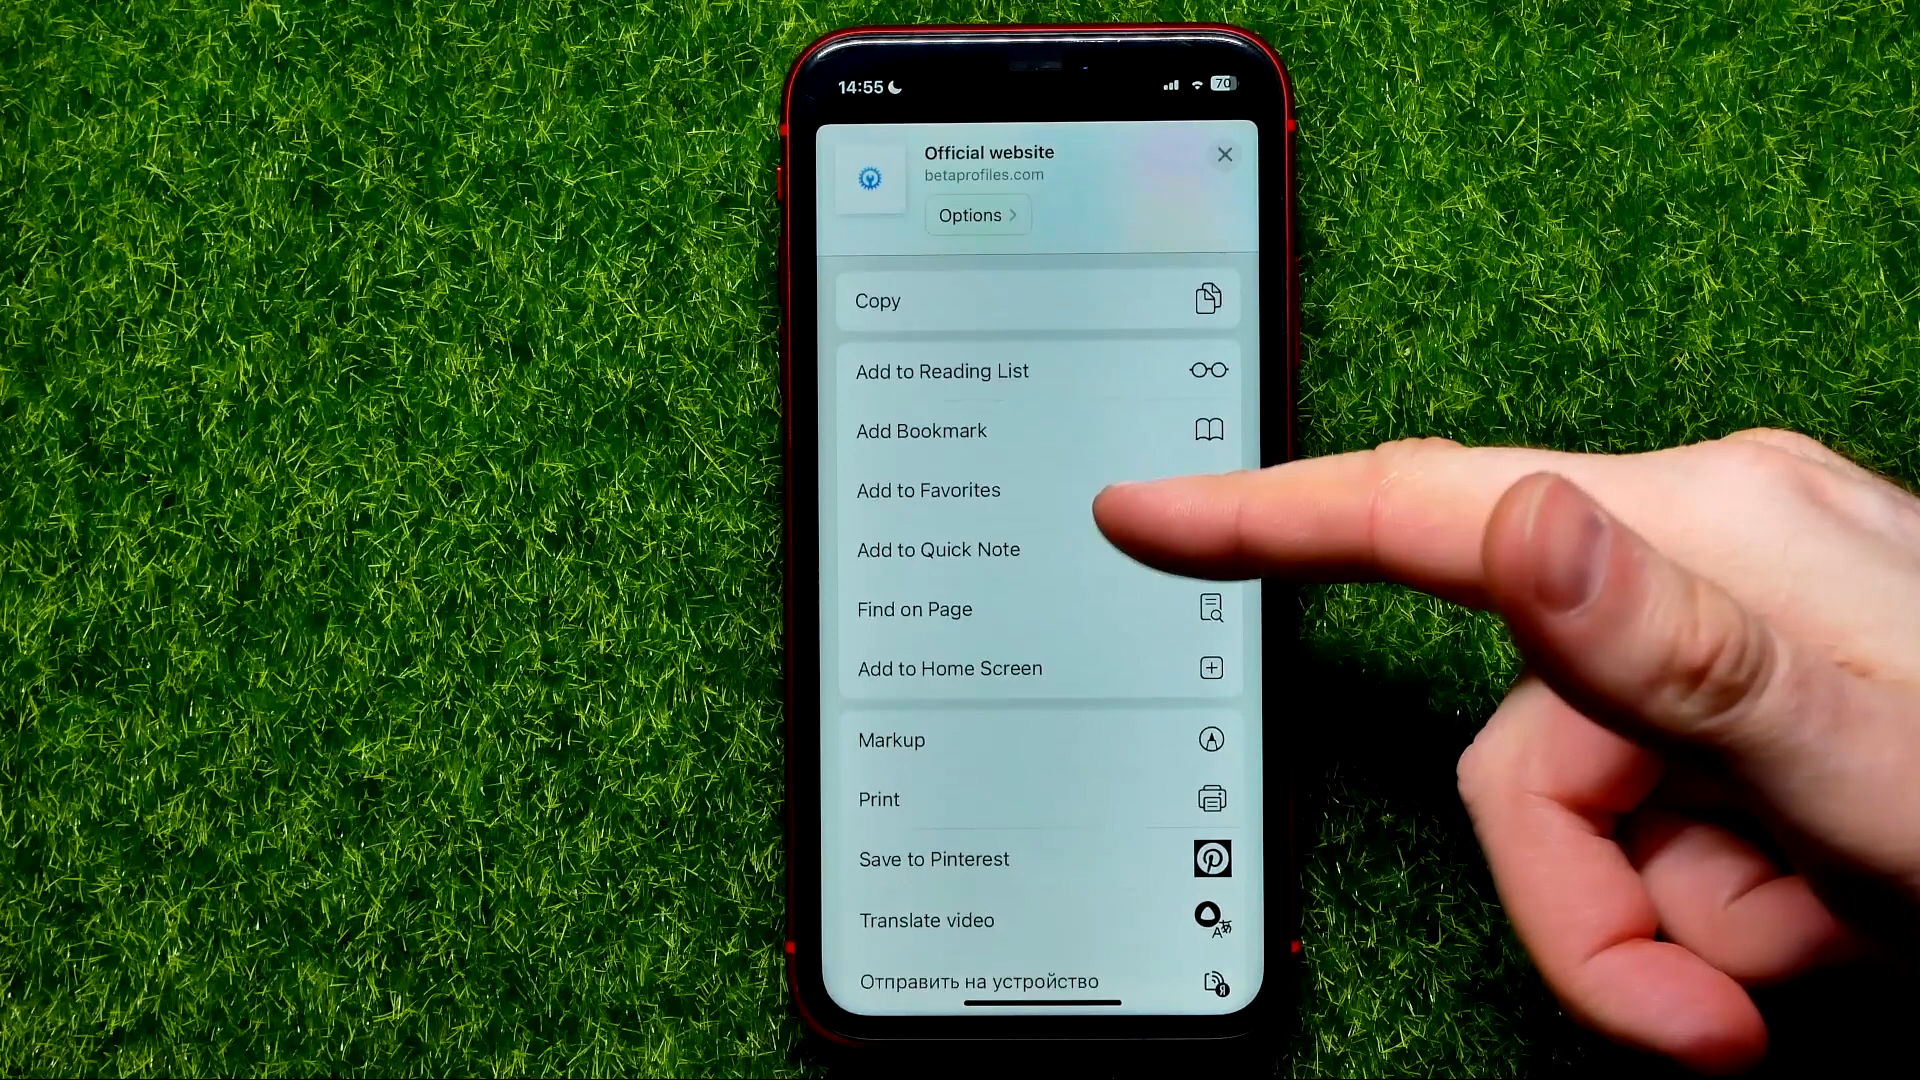 14:55
70
Official website
betaprofiles.com
Options
Copy
Add to Reading List
Add Bookmark
Add to Favorites
Add to Quick Note
Find on Page
Add to Home Screen
Markup
Print
Save to Pinterest
Translate video
Отправить на устройство